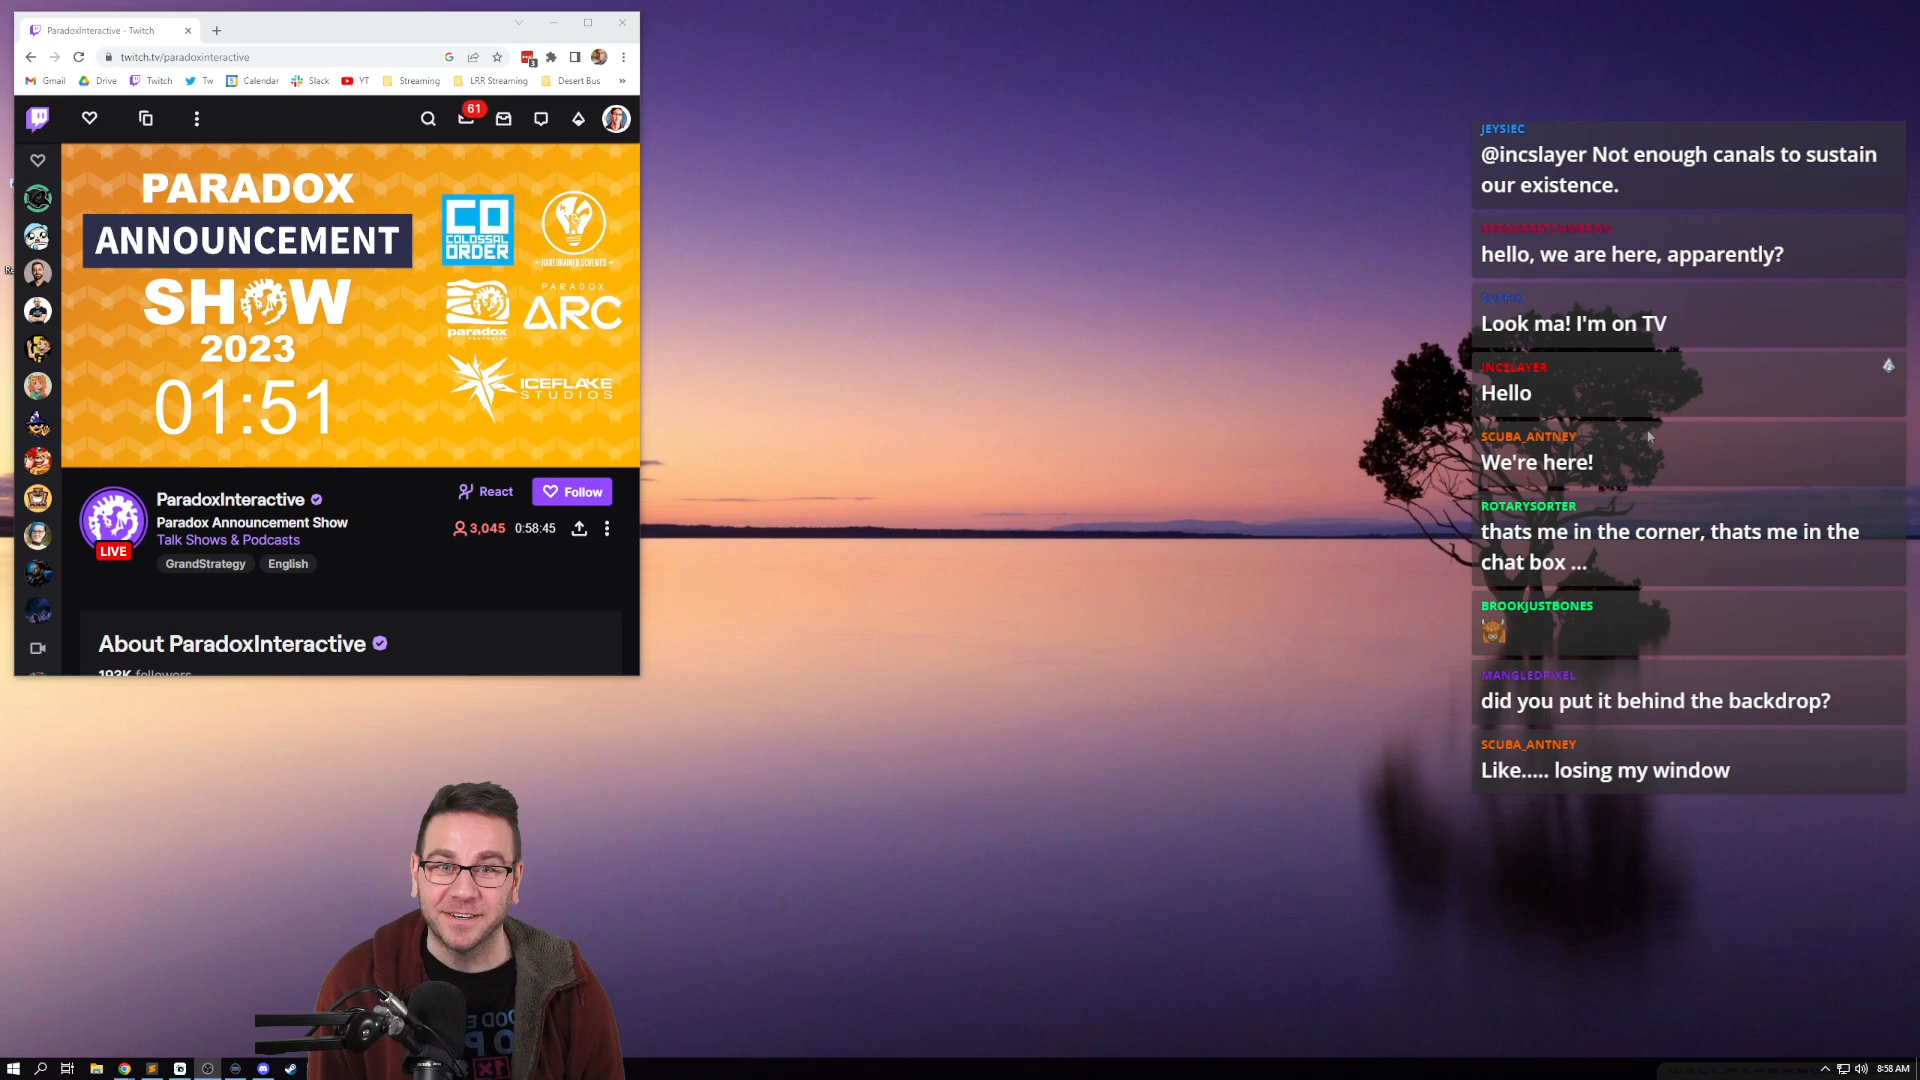 ParadoxInteractive - Twitch
twitch.tv/paradoxinteractive
3
Gmail
Drive
Twitch
Tw
Calendar
Slack
YT
Streaming
LRR Streaming
Desert Bus
»
61
PARADOX
ANNOUNCEMENT
SHOW
2023
01:51
CO
COLOSSAL
ORDER
HAREBRAINED SCHEMES
paradox
PARADOX
ARC
ICEFLAKE
STUDIOS
ParadoxInteractive
React
Follow
Paradox Announcement Show
3,045
0:58:45
Talk Shows & Podcasts
LIVE
GrandStrategy
English
About ParadoxInteractive
193K followers
JEYSIEC
@incslayer Not enough canals to sustain
our existence.
hello, we are here, apparently?
Look ma! I'm on TV
INCSLAYER
Hello
SCUBA_ANTNEY
We're here!
ROTARYSORTER
thats me in the corner, thats me in the
chat box ...
BROOKJUSTBONES
MANGLEDPIXEL
did you put it behind the backdrop?
SCUBA_ANTNEY
Like..... losing my window
8:58 AM